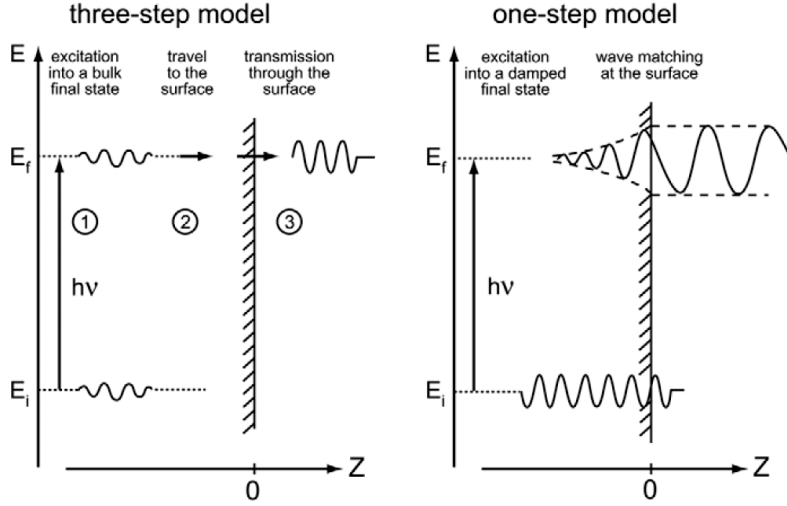 three-step model
E
excitation
into a bulk
final state
travel
to the
surface
transmission
through the
surface
E_f
1
2
3
hν
E_i
Z
0
one-step model
E
excitation
into a damped
final state
wave matching
at the surface
E_f
hν
E_i
Z
0